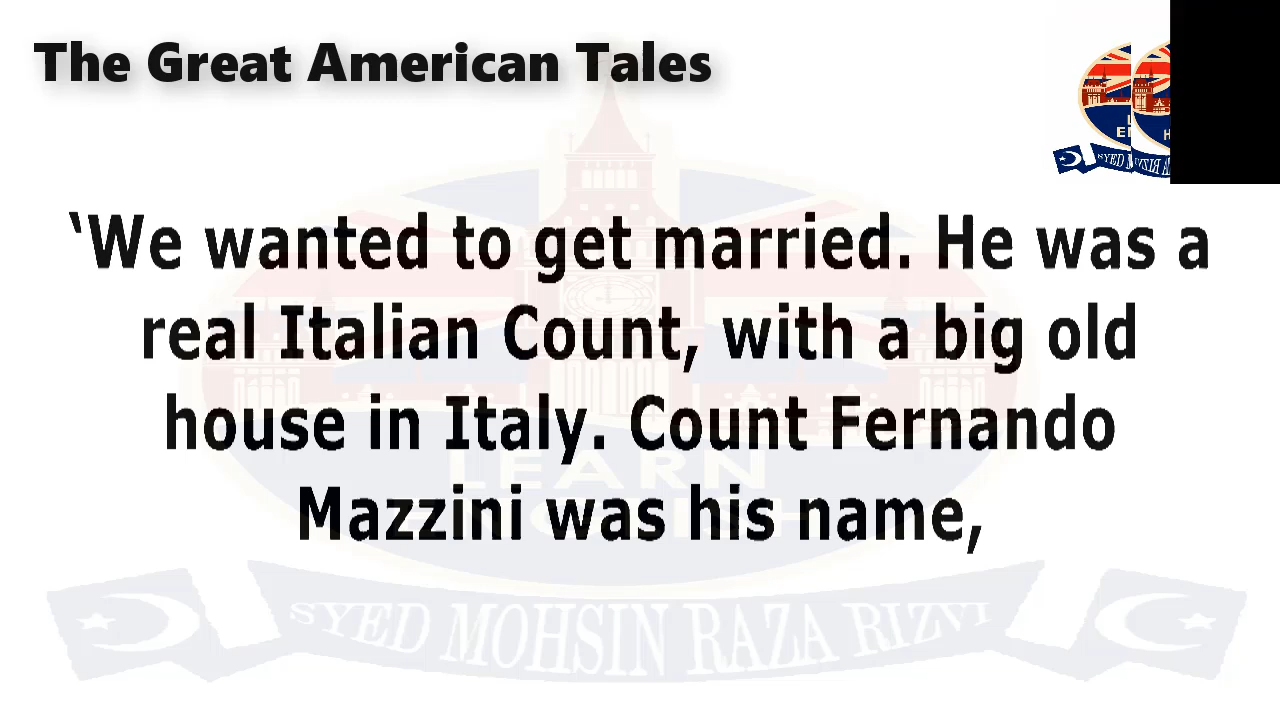 The Great American Tales
‘We wanted to get married. He was a
real Italian Count, with a big old
house in Italy. Count Fernando
Mazzini was his name,
LEARN
SYED MOHSIN RAZA RIZVI